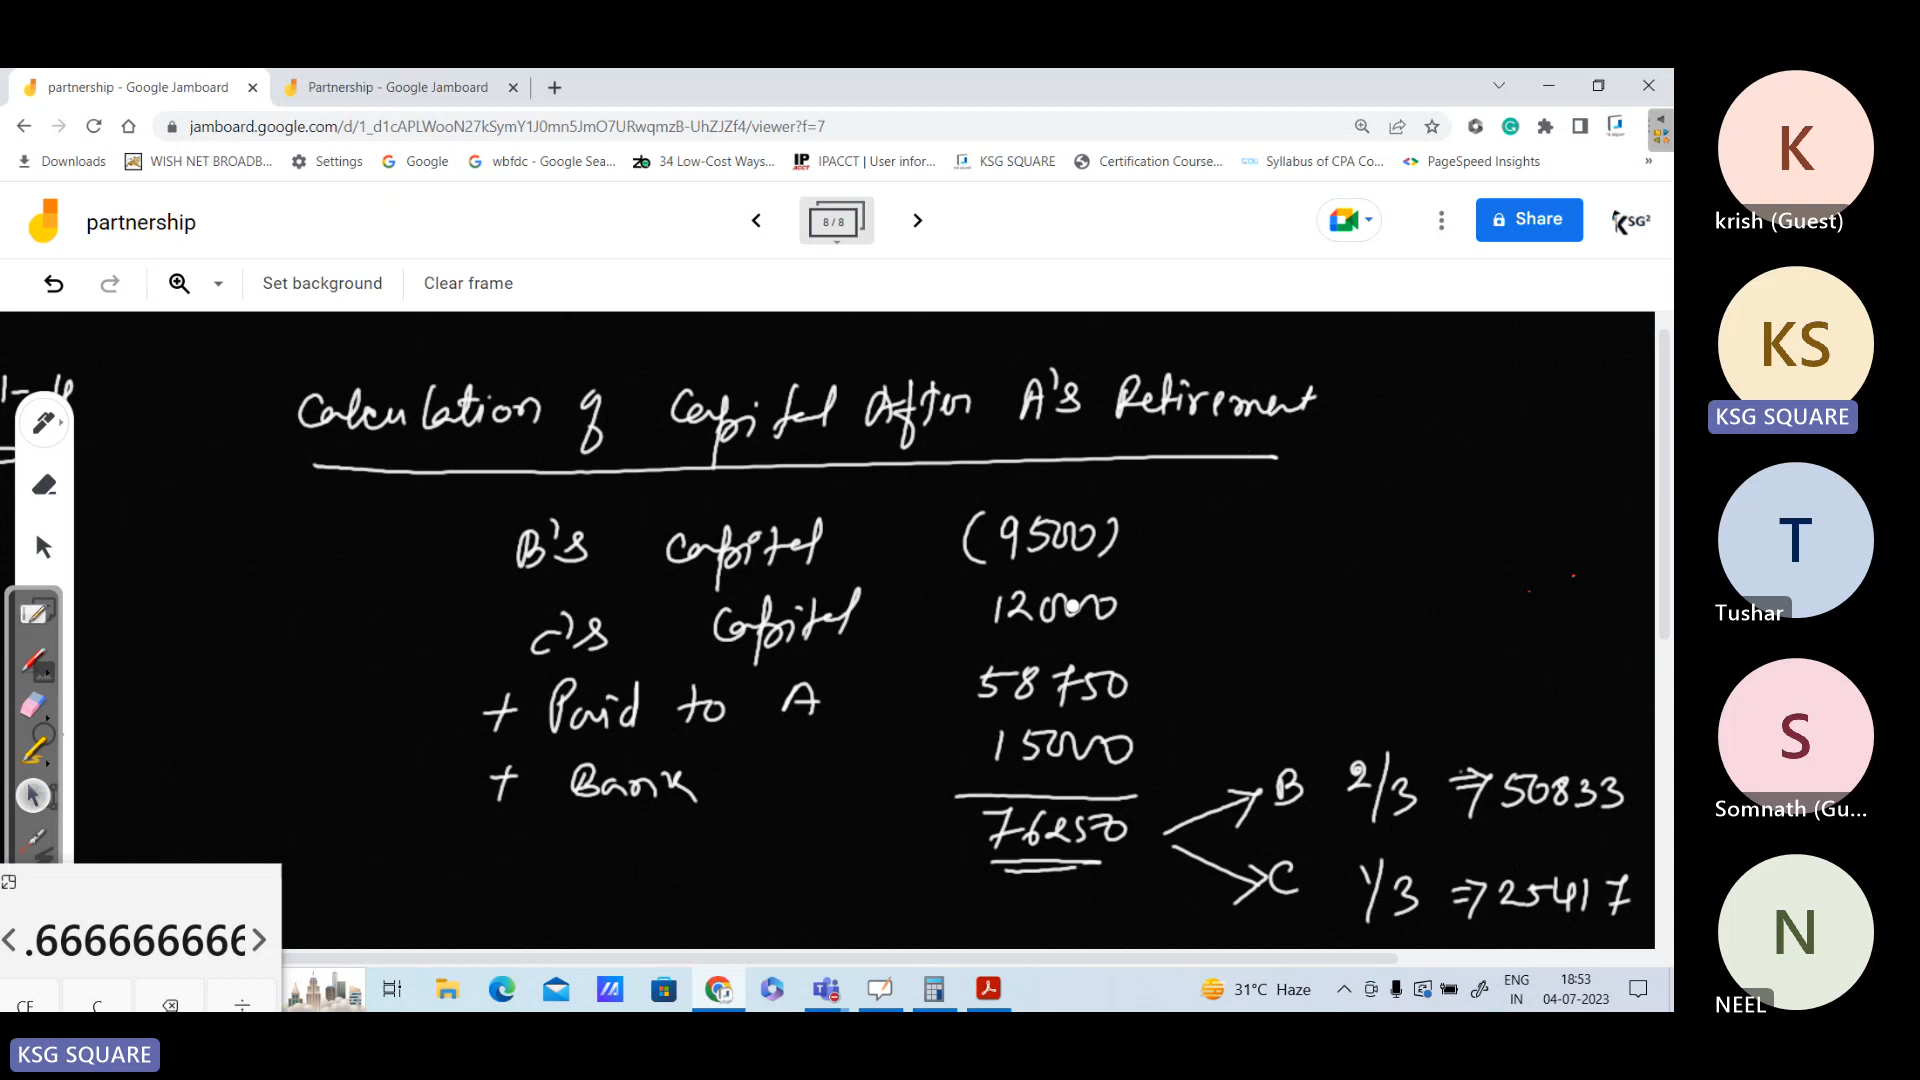 partnership - Google Jamboard
Partnership - Google Jamboard
jamboard.google.com/d/1_d1cAPLWooN27kSymY1J0mn5JmO7URwqmzB-UhZJZf4/viewer?f=7
Downloads
WISH NET BROADB...
Settings
Google
wbfdc - Google Sea...
34 Low-Cost Ways...
IPACCT | User infor...
KSG SQUARE
Certification Course...
Syllabus of CPA Co...
PageSpeed Insights
»
partnership
8 / 8
Share
KSG²
Set background
Clear frame
Calculation of Capital After A's Retirement
B's Capital (9500)
C's Capital 12000
+ Paid to A 58750
+ Bank 15000
76250
B 2/3 ⇒ 50833
C 1/3 ⇒ 25417
.666666666
CE C ÷
31°C Haze
ENG
IN
18:53
04-07-2023
K
krish (Guest)
KS
KSG SQUARE
T
Tushar
S
Somnath (Gu...
N
NEEL
KSG SQUARE